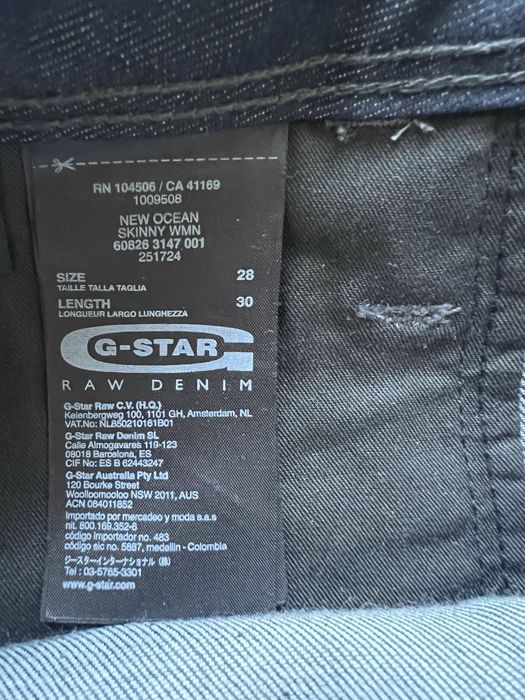 RN 104506 / CA 41169
1009508
NEW OCEAN
SKINNY WMN
60826 3147 001
251724
SIZE 28
TAILLE TALLA TAGLIA
LENGTH 30
LONGUEUR LARGO LUNGHEZZA
G-STAR
RAW DENIM
G-Star Raw C.V. (H.Q.)
Keienbergweg 100, 1101 GH, Amsterdam, NL
VAT.No: NL850210161B01
G-Star Raw Denim SL
Calle Almogavares 119-123
08018 Barcelona, ES
CIF No: ES B 62443247
G-Star Australia Pty Ltd
120 Bourke Street
Woolloomooloo NSW 2011, AUS
ACN 084011852
Importado por mercadeo y moda s.a.s
nit. 800.169.352-6
código importador no. 483
código sic no. 5887, medellin - Colombia
ジースターインターナショナル (株)
Tel : 03-5765-3301
www.g-star.com